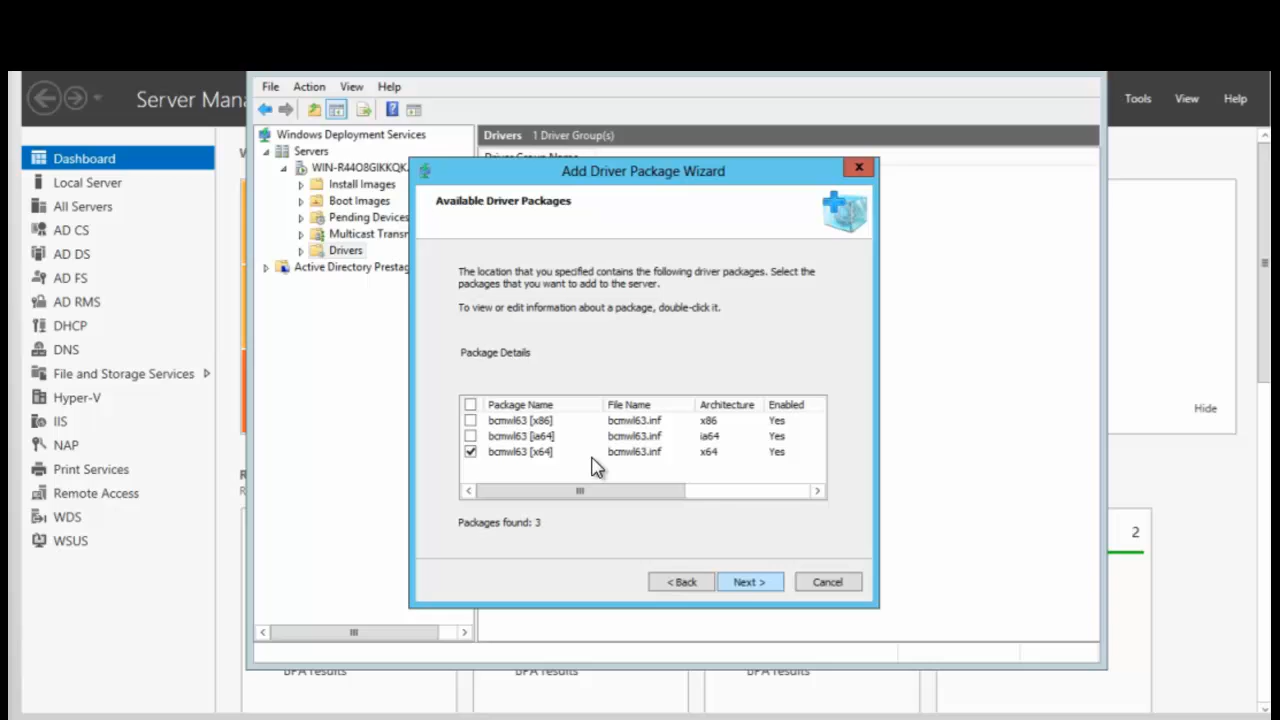 File Action View Help
Server Mana
Tools View Help
Windows Deployment Services
Servers
WIN-R44O8GIKKQK
Install Images
Boot Images
Pending Devices
Multicast Transm
Drivers
Active Directory Prestag
Drivers 1 Driver Group(s)
Driver Group Name
Dashboard
Local Server
All Servers
AD CS
AD DS
AD FS
AD RMS
DHCP
DNS
File and Storage Services
Hyper-V
IIS
NAP
Print Services
Remote Access
WDS
WSUS
Add Driver Package Wizard
Available Driver Packages
The location that you specified contains the following driver packages. Select the
packages that you want to add to the server.
To view or edit information about a package, double-click it.
Package Details
Package Name File Name Architecture Enabled
bcmwl63 [x86] bcmwl63.inf x86 Yes
bcmwl63 [ia64] bcmwl63.inf ia64 Yes
bcmwl63 [x64] bcmwl63.inf x64 Yes
Packages found: 3
< Back Next > Cancel
Hide
2
BPA results
BPA results
BPA results